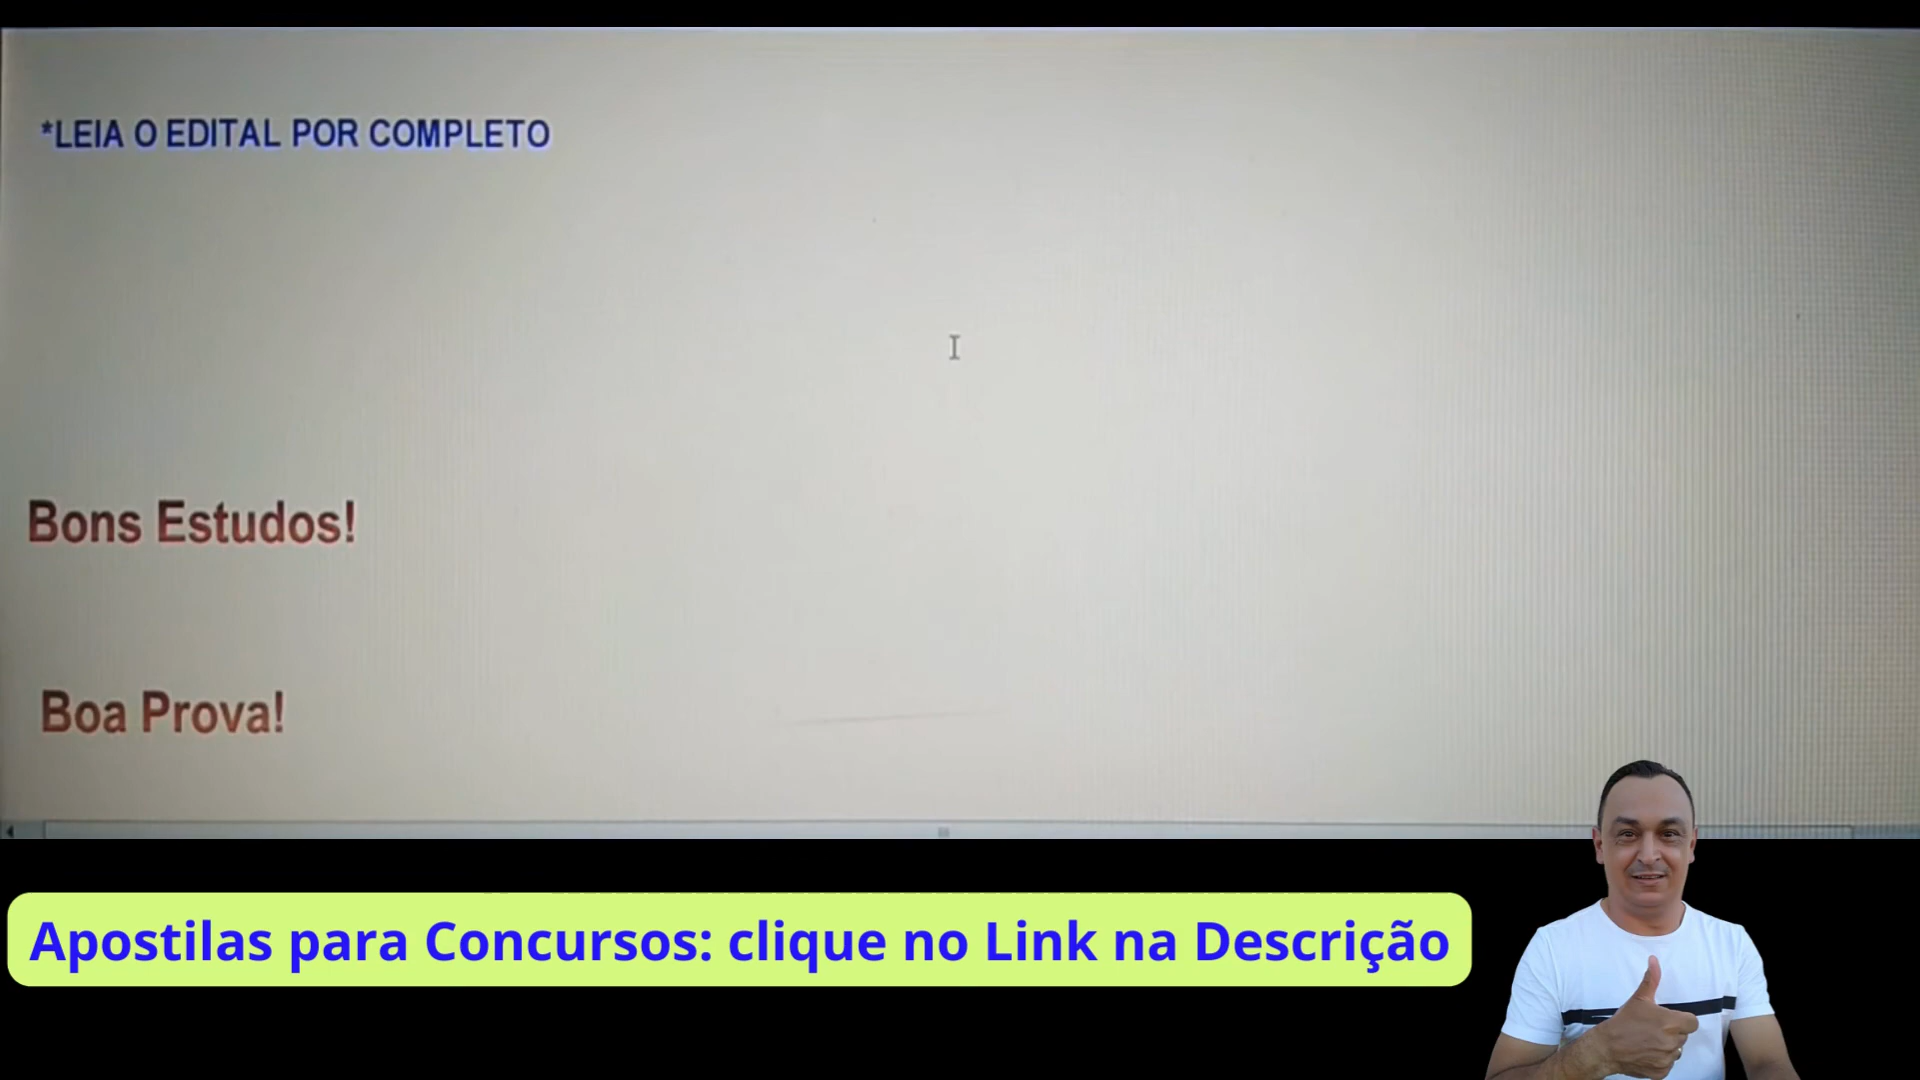 *LEIA O EDITAL POR COMPLETO
Bons Estudos!
Boa Prova!
Apostilas para Concursos: clique no Link na Descrição